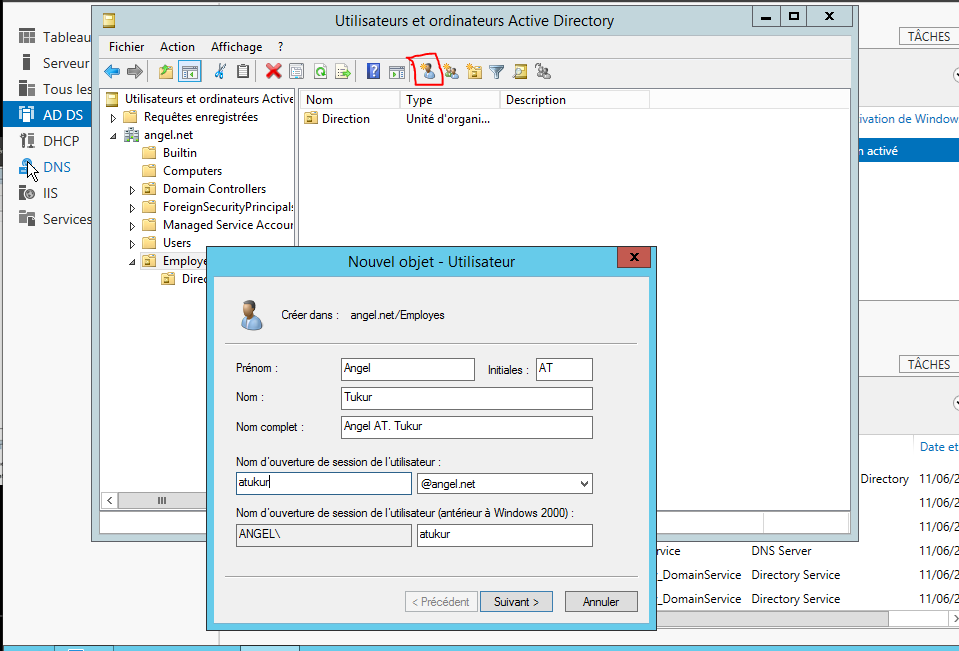 Utilisateurs et ordinateurs Active Directory
TÂCHES
Fichier Action Affichage ?
Tableau
Serveur
Tous les
AD DS
DHCP
DNS
IIS
Services
Utilisateurs et ordinateurs Active
Requêtes enregistrées
angel.net
Builtin
Computers
Domain Controllers
ForeignSecurityPrincipals
Managed Service Accour
Users
Employe
Direc
Nom Type Description
Direction Unité d'organi...
ivation de Window
n activé
Nouvel objet - Utilisateur
Créer dans : angel.net/Employes
Prénom : Angel Initiales : AT
Nom : Tukur
Nom complet : Angel AT. Tukur
Nom d'ouverture de session de l'utilisateur :
atukur @angel.net
Nom d'ouverture de session de l'utilisateur (antérieur à Windows 2000) :
ANGEL\ atukur
< Précédent Suivant > Annuler
TÂCHES
Date et
Directory 11/06/2
11/06/2
11/06/2
rvice DNS Server 11/06/2
_DomainService Directory Service 11/06/2
_DomainService Directory Service 11/06/2